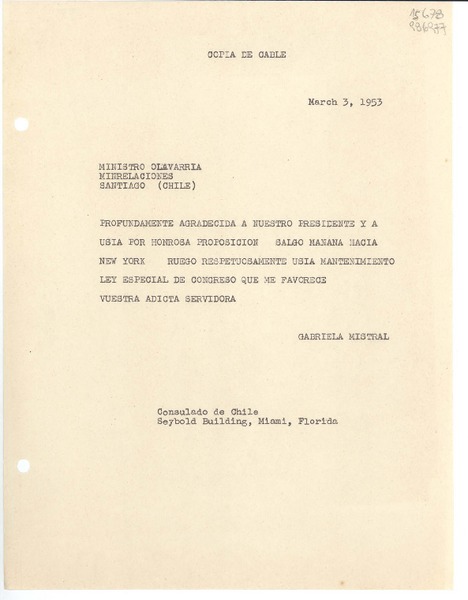 15678
986977
COPIA DE CABLE
March 3, 1953
MINISTRO OLAVARRIA
MINRELACIONES
SANTIAGO (CHILE)
PROFUNDAMENTE AGRADECIDA A NUESTRO PRESIDENTE Y A
USIA POR HONROSA PROPOSICION SALGO MANANA HACIA
NEW YORK RUEGO RESPETUOSAMENTE USIA MANTENIMIENTO
LEY ESPECIAL DE CONGRESO QUE ME FAVORECE
VUESTRA ADICTA SERVIDORA
GABRIELA MISTRAL
Consulado de Chile
Seybold Building, Miami, Florida